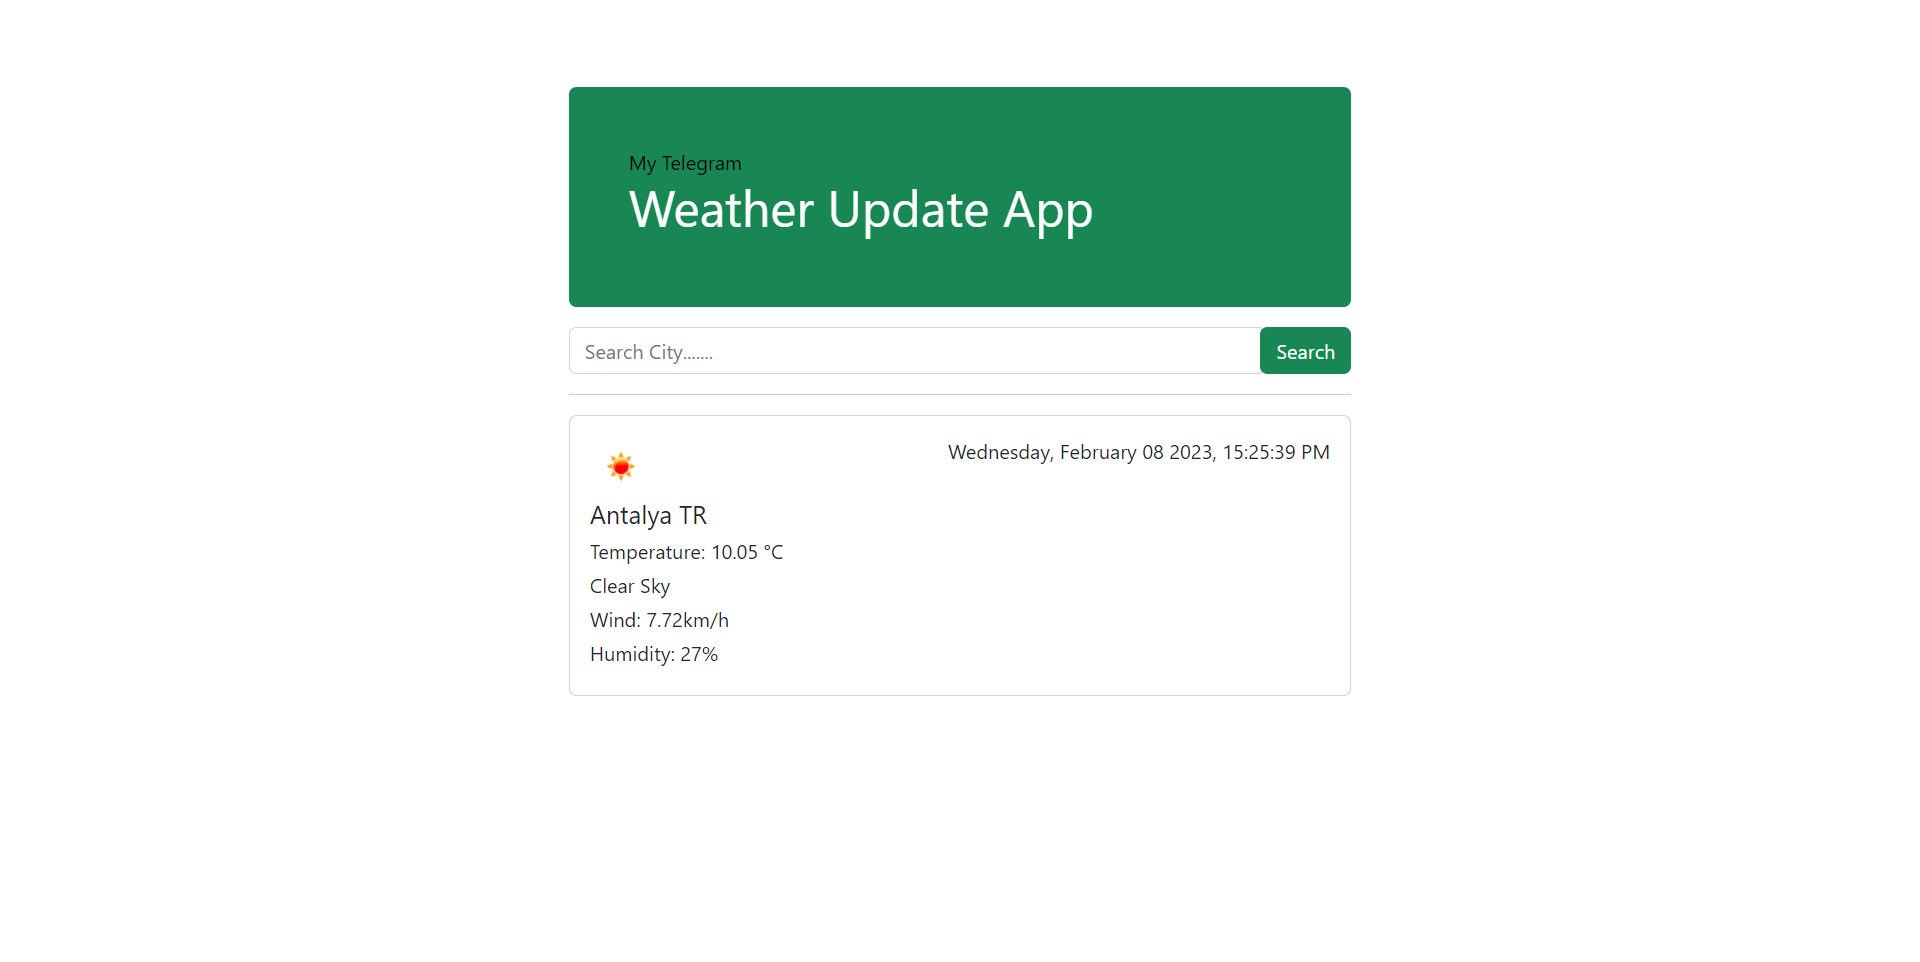 My Telegram
Weather Update App
Search City.......
Search
Wednesday, February 08 2023, 15:25:39 PM
Antalya TR
Temperature: 10.05 °C
Clear Sky
Wind: 7.72km/h
Humidity: 27%